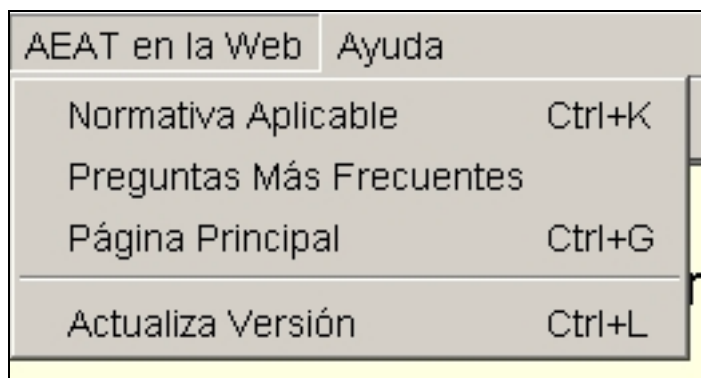 AEAT en la Web Ayuda
Normativa Aplicable Ctrl+K
Preguntas Más Frecuentes
Página Principal Ctrl+G
Actualiza Versión Ctrl+L